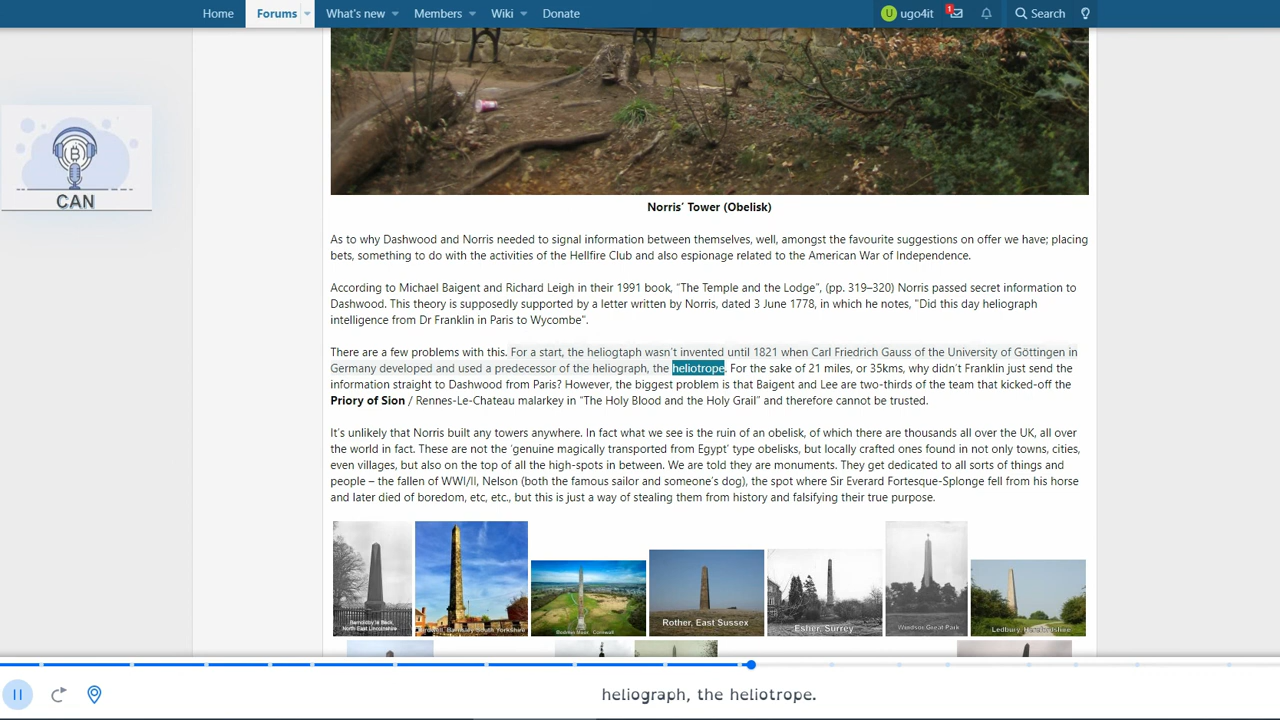 Home Forums What's new Members Wiki Donate U ugo4it 1 Search
CAN
Norris' Tower (Obelisk)
As to why Dashwood and Norris needed to signal information between themselves, well, amongst the favourite suggestions on offer we have; placing
bets, something to do with the activities of the Hellfire Club and also espionage related to the American War of Independence.
According to Michael Baigent and Richard Leigh in their 1991 book, “The Temple and the Lodge”, (pp. 319–320) Norris passed secret information to
Dashwood. This theory is supposedly supported by a letter written by Norris, dated 3 June 1778, in which he notes, "Did this day heliograph
intelligence from Dr Franklin in Paris to Wycombe".
There are a few problems with this. For a start, the heliogtaph wasn't invented until 1821 when Carl Friedrich Gauss of the University of Göttingen in
Germany developed and used a predecessor of the heliograph, the heliotrope. For the sake of 21 miles, or 35kms, why didn't Franklin just send the
information straight to Dashwood from Paris? However, the biggest problem is that Baigent and Lee are two-thirds of the team that kicked-off the
Priory of Sion / Rennes-Le-Chateau malarkey in “The Holy Blood and the Holy Grail” and therefore cannot be trusted.
It's unlikely that Norris built any towers anywhere. In fact what we see is the ruin of an obelisk, of which there are thousands all over the UK, all over
the world in fact. These are not the 'genuine magically transported from Egypt' type obelisks, but locally crafted ones found in not only towns, cities,
even villages, but also on the top of all the high-spots in between. We are told they are monuments. They get dedicated to all sorts of things and
people – the fallen of WWI/II, Nelson (both the famous sailor and someone's dog), the spot where Sir Everard Fortesque-Splonge fell from his horse
and later died of boredom, etc, etc., but this is just a way of stealing them from history and falsifying their true purpose.
Barnoldby le Beck,
North East Lincolnshire
Barnsley South Yorkshire
Bodmin Moor, Cornwall
Rother, East Sussex
Esher, Surrey
Windsor Great Park
Ledbury, Herefordshire
heliograph, the heliotrope.